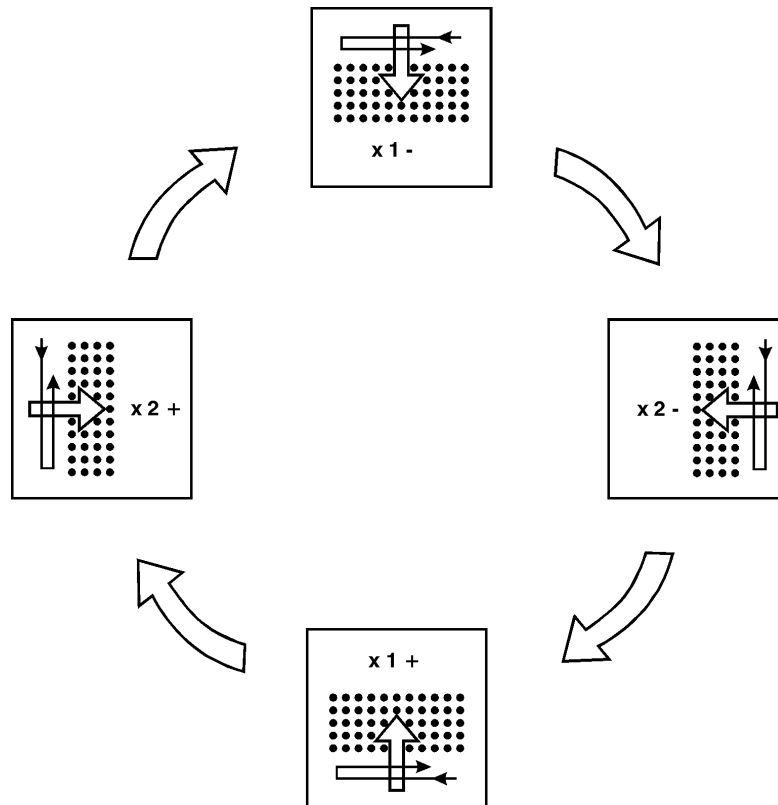 x 1 -
x 2 +
x 2 -
x 1 +